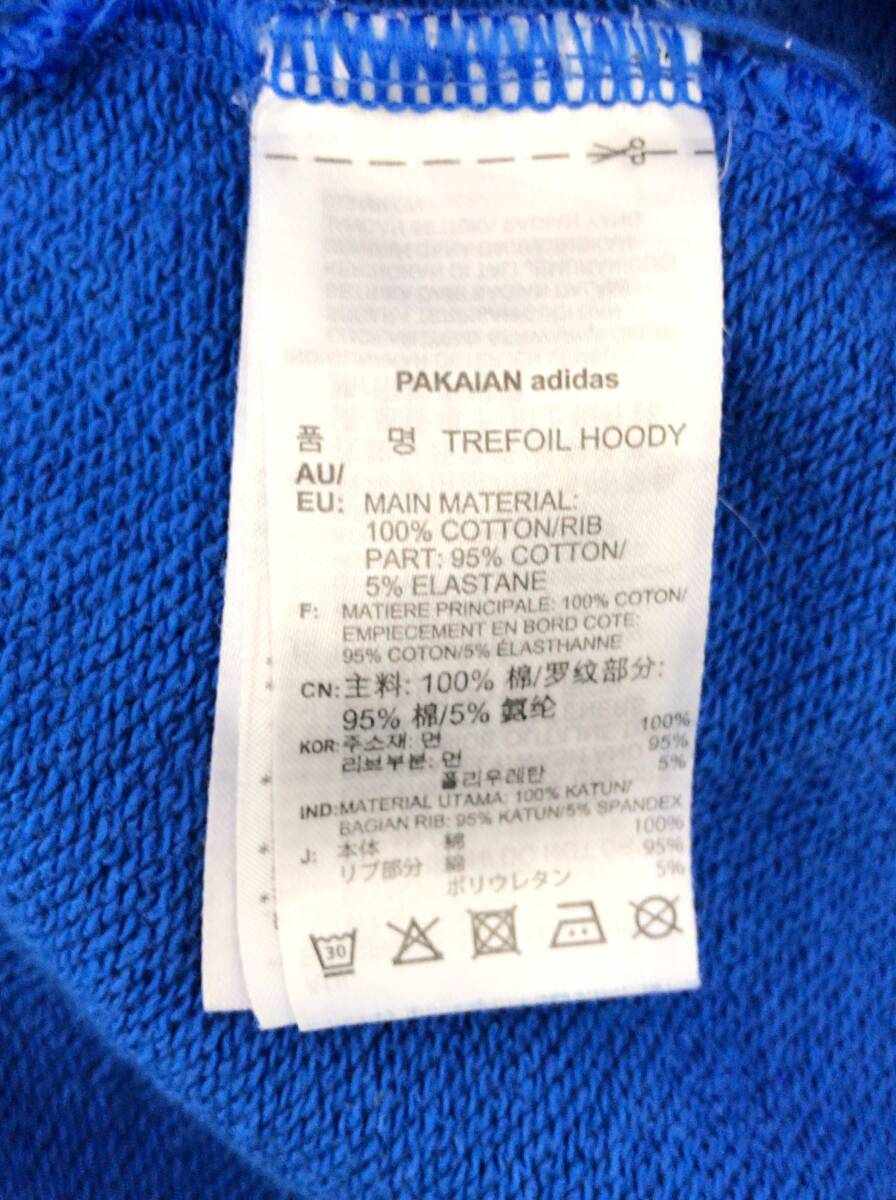 PAKAIAN adidas
품 명 TREFOIL HOODY
AU/
EU: MAIN MATERIAL:
100% COTTON/RIB
PART: 95% COTTON/
5% ELASTANE
F: MATIERE PRINCIPALE: 100% COTON/
EMPIECEMENT EN BORD COTE:
95% COTON/5% ÉLASTHANNE
CN: 主料: 100% 棉/罗纹部分:
95% 棉/5% 氨纶
KOR: 주소재: 면 100%
리브부분: 면 95%
폴리우레탄 5%
IND: MATERIAL UTAMA: 100% KATUN/
BAGIAN RIB: 95% KATUN/5% SPANDEX
J: 本体 綿 100%
リブ部分 綿 95%
ポリウレタン 5%
30